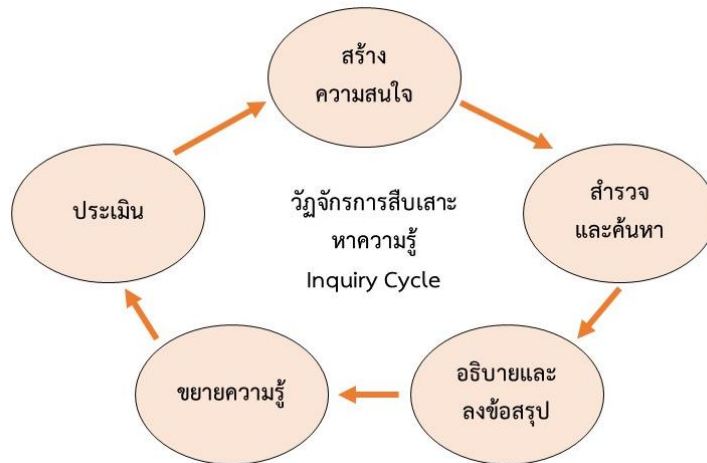 สร้าง
ความสนใจ
สำรวจ
และค้นหา
อธิบายและ
ลงข้อสรุป
ขยายความรู้
ประเมิน
วัฏจักรการสืบเสาะ
หาความรู้
Inquiry Cycle